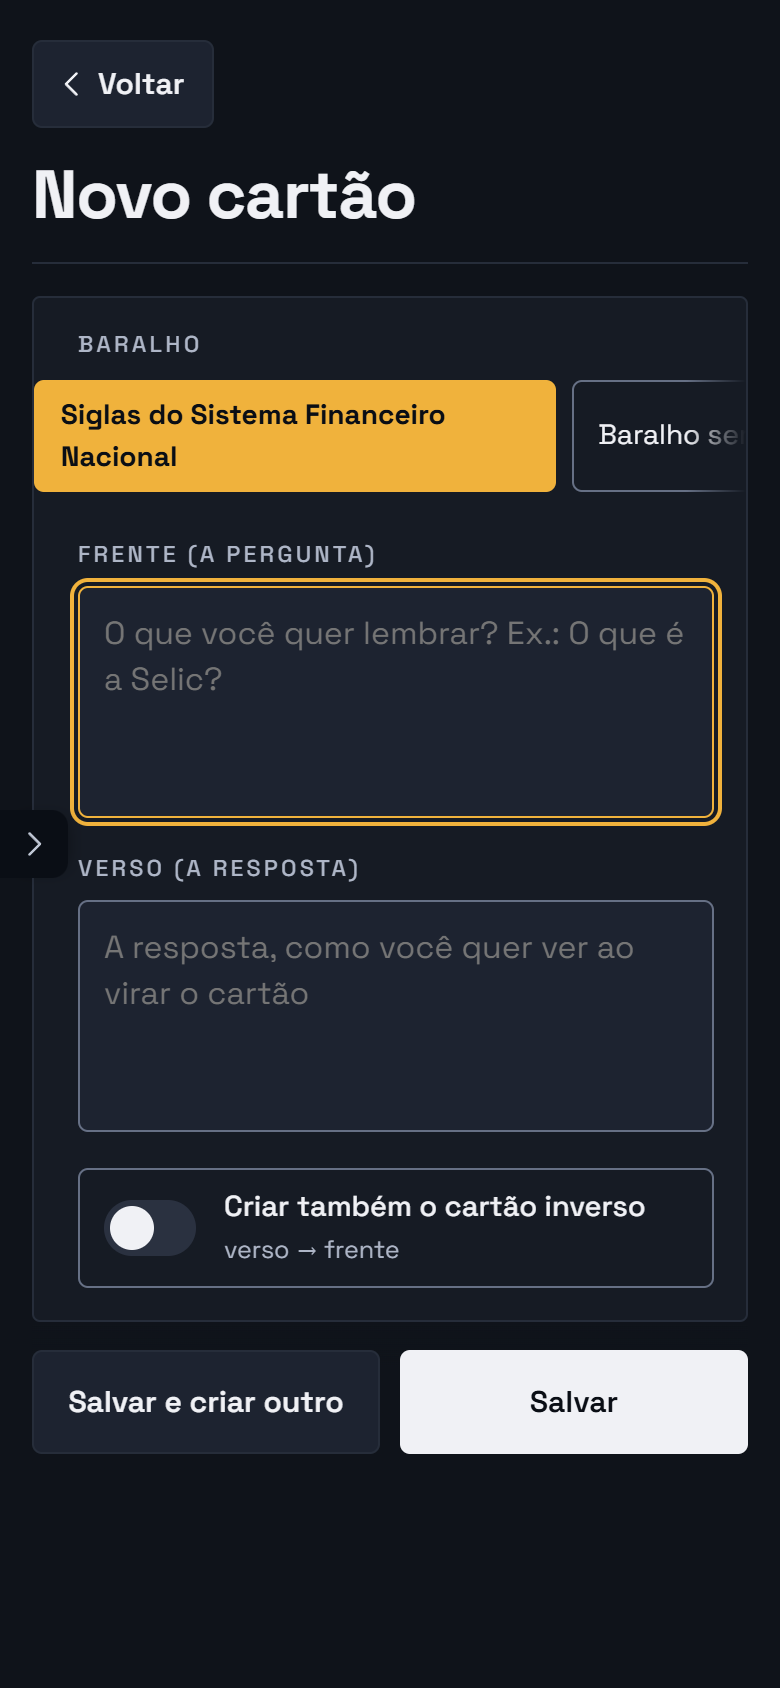 Voltar
Novo cartão
BARALHO
Siglas do Sistema Financeiro
Nacional
Baralho
FRENTE (A PERGUNTA)
O que você quer lembrar? Ex.: O que é
a Selic?
VERSO (A RESPOSTA)
A resposta, como você quer ver ao
virar o cartão
Criar também o cartão inverso
verso → frente
Salvar e criar outro
Salvar